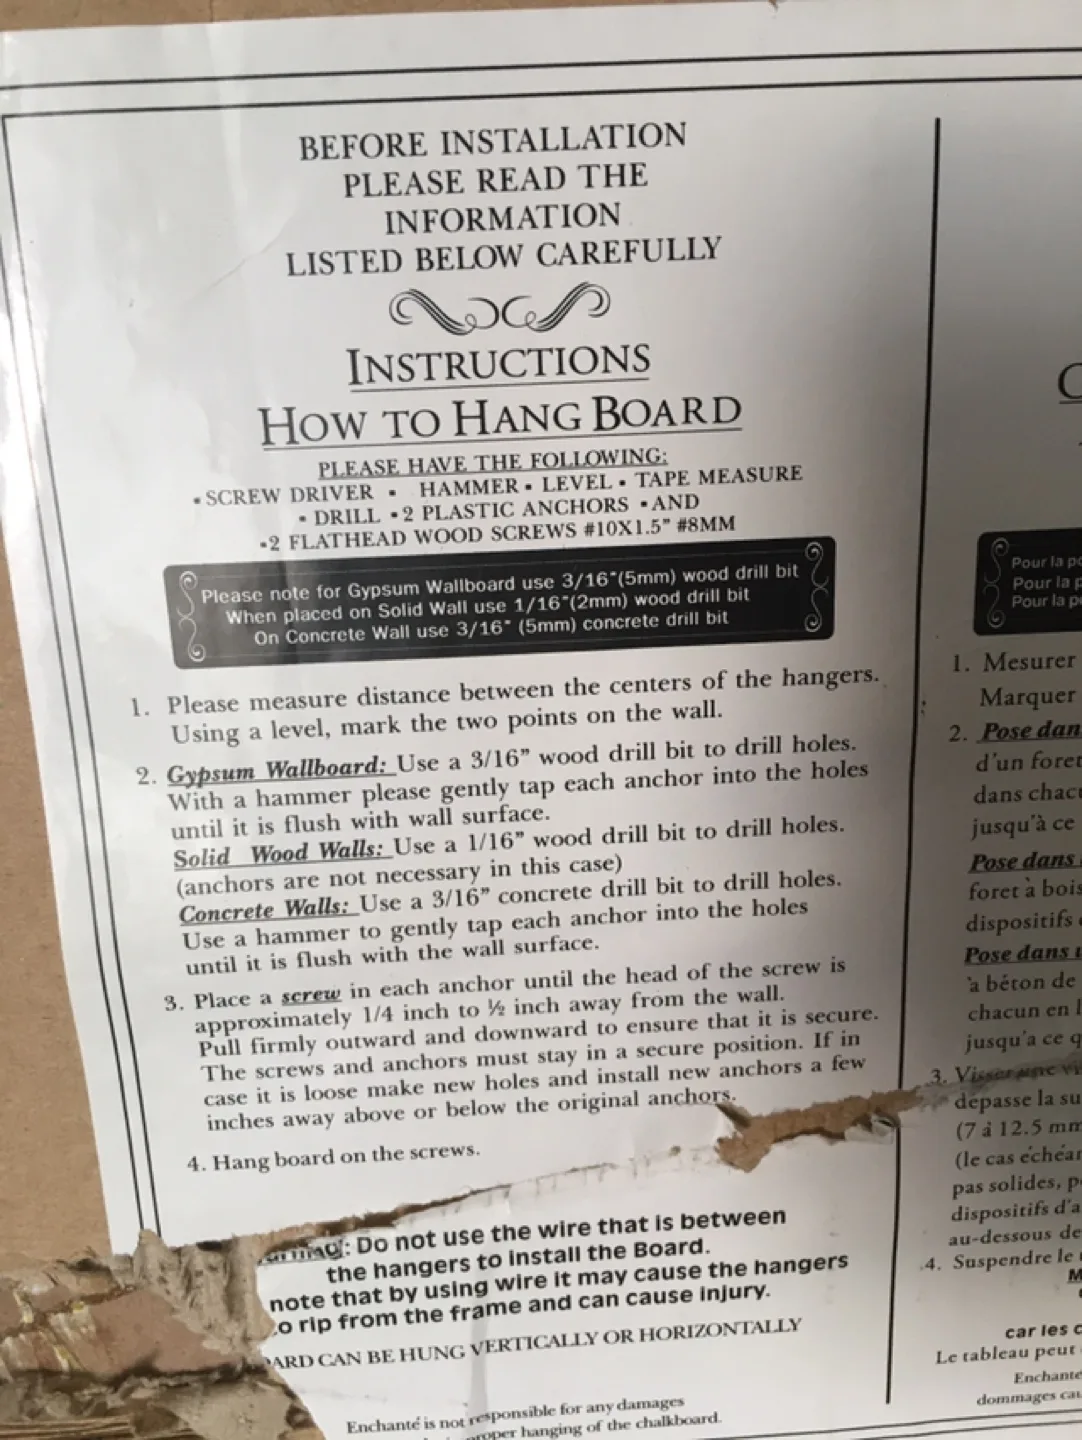 BEFORE INSTALLATION
PLEASE READ THE
INFORMATION
LISTED BELOW CAREFULLY
INSTRUCTIONS
HOW TO HANG BOARD
PLEASE HAVE THE FOLLOWING:
• SCREW DRIVER • HAMMER • LEVEL • TAPE MEASURE
• DRILL • 2 PLASTIC ANCHORS • AND
•2 FLATHEAD WOOD SCREWS #10X1.5" #8MM
Please note for Gypsum Wallboard use 3/16"(5mm) wood drill bit
When placed on Solid Wall use 1/16"(2mm) wood drill bit
On Concrete Wall use 3/16" (5mm) concrete drill bit
1. Please measure distance between the centers of the hangers.
Using a level, mark the two points on the wall.
2. Gypsum Wallboard: Use a 3/16" wood drill bit to drill holes.
With a hammer please gently tap each anchor into the holes
until it is flush with wall surface.
Solid Wood Walls: Use a 1/16" wood drill bit to drill holes.
(anchors are not necessary in this case)
Concrete Walls: Use a 3/16" concrete drill bit to drill holes.
Use a hammer to gently tap each anchor into the holes
until it is flush with the wall surface.
3. Place a screw in each anchor until the head of the screw is
approximately 1/4 inch to ½ inch away from the wall.
Pull firmly outward and downward to ensure that it is secure.
The screws and anchors must stay in a secure position. If in
case it is loose make new holes and install new anchors a few
inches away above or below the original anchors.
4. Hang board on the screws.
: Do not use the wire that is between
the hangers to install the Board.
note that by using wire it may cause the hangers
o rip from the frame and can cause injury.
ARD CAN BE HUNG VERTICALLY OR HORIZONTALLY
Enchanté is not responsible for any damages
hanging of the chalkboard.
Pour la
Pour la
Pour la
1. Mesurer
Marquer
2. Pose dan
d'un foret
dans
jusqu'à ce
Pose dans
foret à bois
dispositifs
Pose dans
à béton de
chacun en
jusqu'a ce
3.
depasse la su
(7 à 12.5 mm
(le cas échéan
pas solides,
dispositifs d'a
au-dessous de
4. Suspendre le
M
car les
Le tableau peut
Enchanté
dommages cau